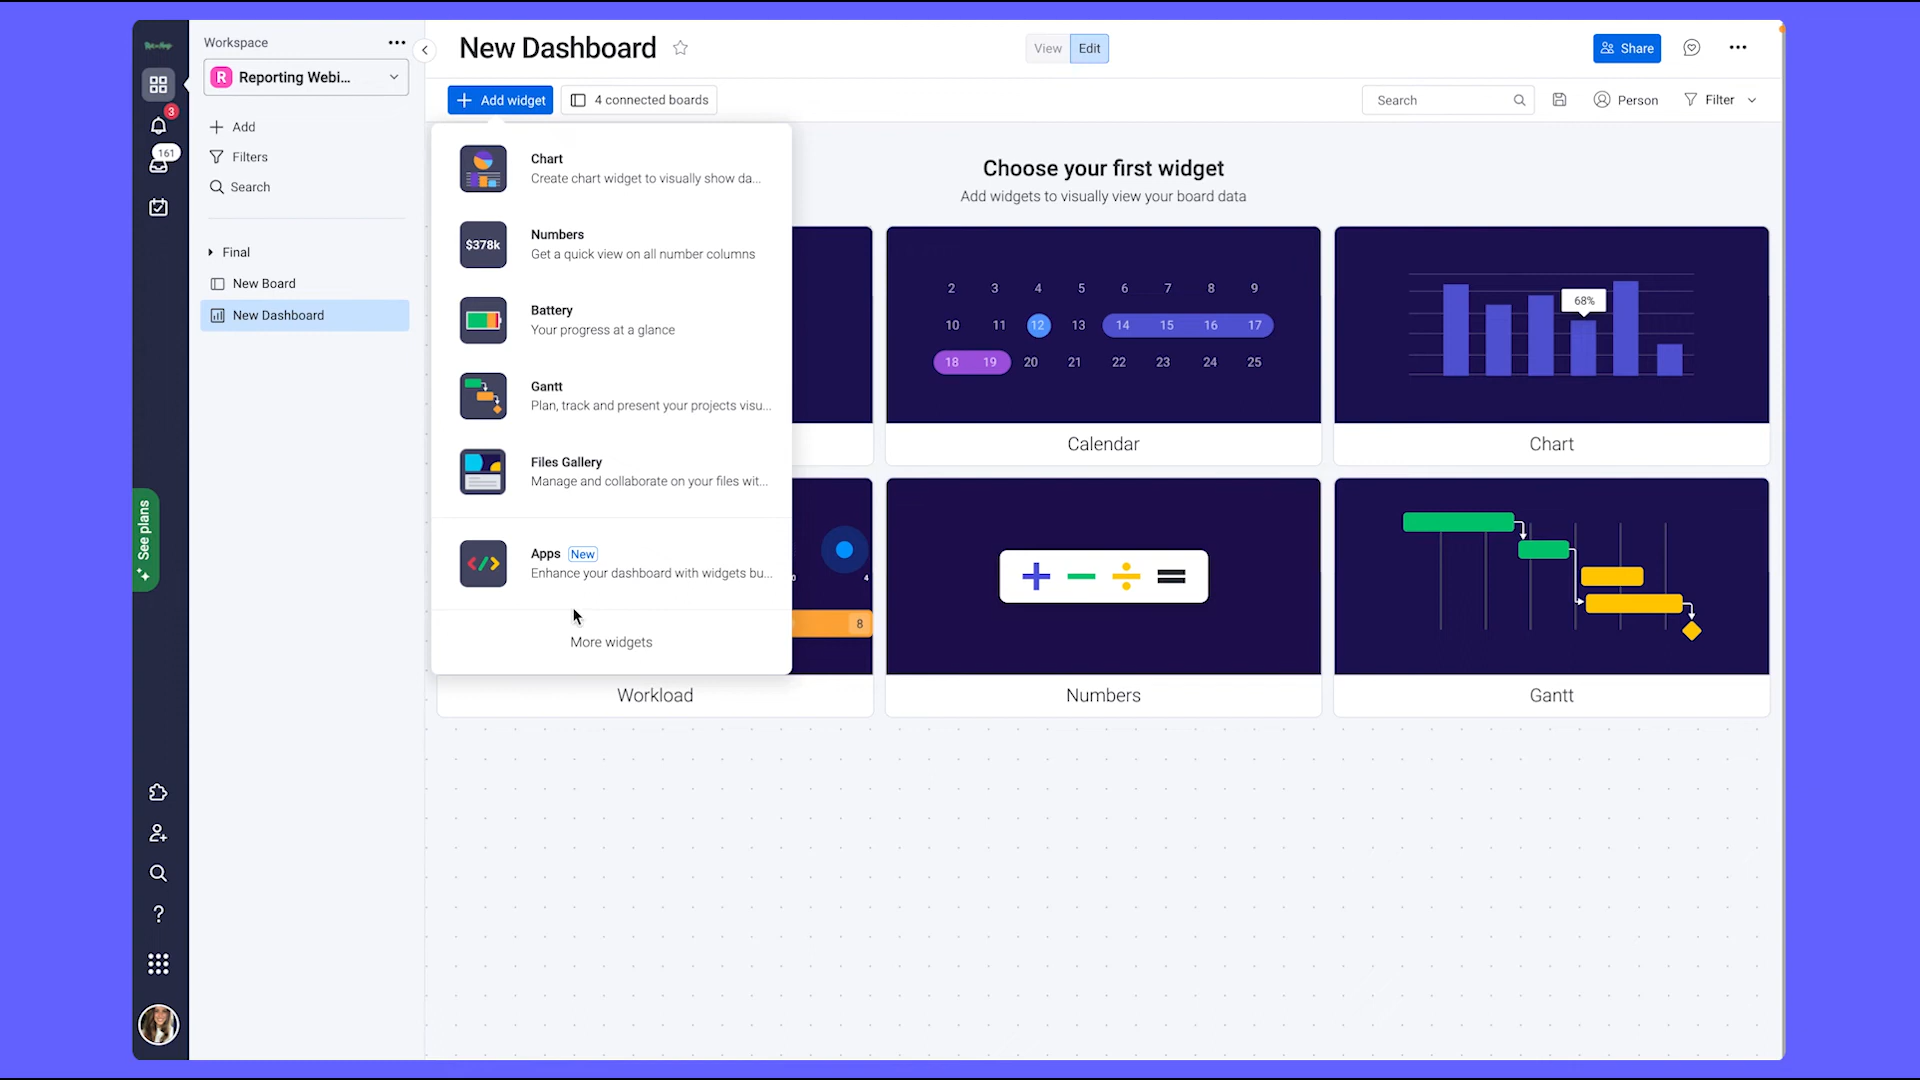 Workspace
R Reporting Webi...
Add
Filters
Search
Final
New Board
New Dashboard
3
161
See plans
New Dashboard
View
Edit
Share
Add widget
4 connected boards
Search
Person
Filter
Chart
Create chart widget to visually show da...
$378k
Numbers
Get a quick view on all number columns
Battery
Your progress at a glance
Gantt
Plan, track and present your projects visu...
Files Gallery
Manage and collaborate on your files wit...
Apps New
Enhance your dashboard with widgets bu...
More widgets
Choose your first widget
Add widgets to visually view your board data
2 3 4 5 6 7 8 9
10 11 12 13 14 15 16 17
18 19 20 21 22 23 24 25
Calendar
68%
Chart
0 4
8
Workload
+ − ÷ =
Numbers
Gantt